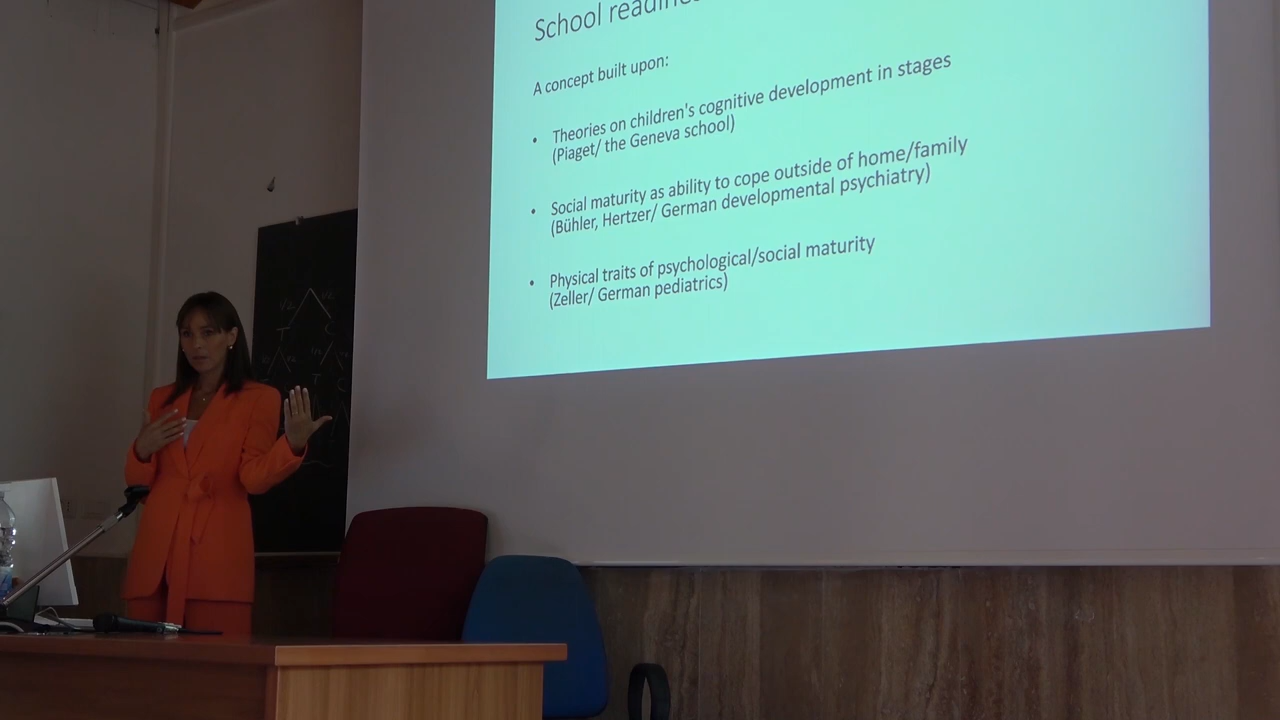 School
A concept built upon:
• Theories on children's cognitive development in stages
(Piaget/ the Geneva school)
• Social maturity as ability to cope outside of home/family
(Bühler, Hertzer/ German developmental psychiatry)
• Physical traits of psychological/social maturity
(Zeller/ German pediatrics)